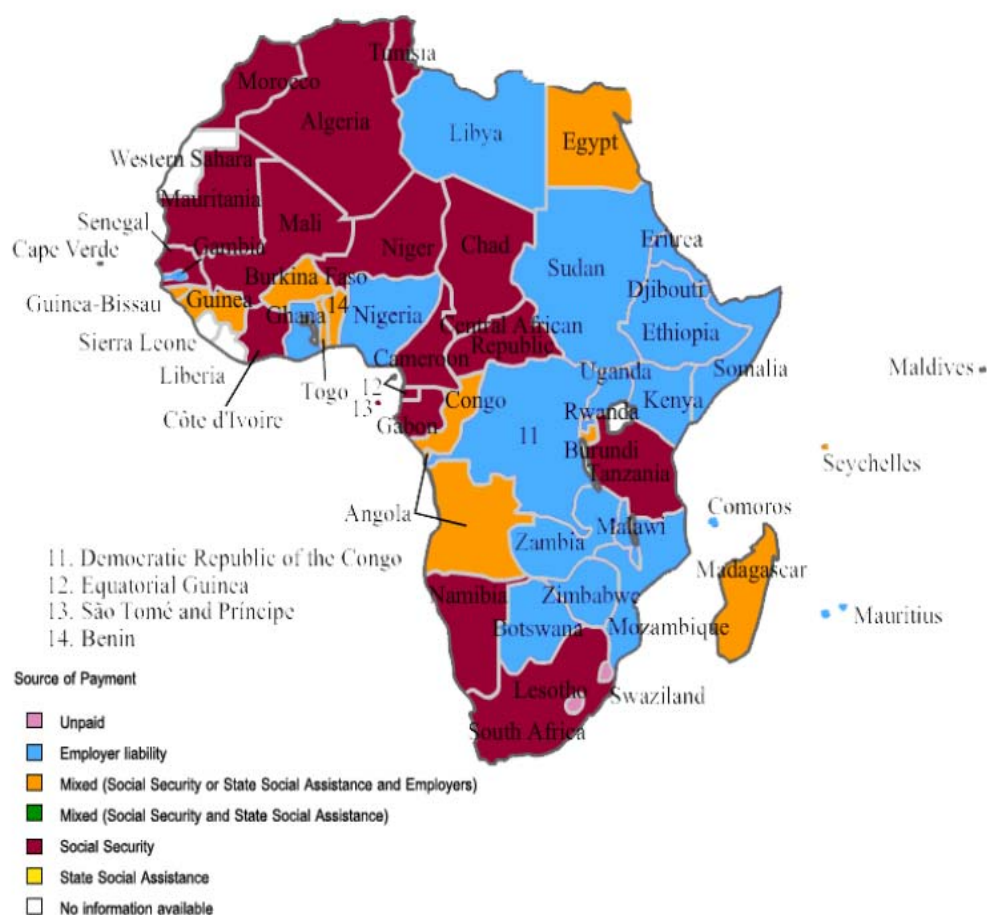 Tunisia
Morocco
Algeria
Libya
Egypt
Western Sahara
Mauritania
Mali
Niger
Chad
Senegal
Gambia
Cape Verde
Sudan
Eritrea
Burkina Faso
Guinea
Guinea-Bissau
14
Djibouti
Ghana
Nigeria
Ethiopia
Sierra Leone
Central African
Republic
Cameroon
Liberia
Togo
Uganda
Somalia
Maldives
12
13
Congo
Kenya
Côte d'Ivoire
Gabon
Rwanda
11
Burundi
Tanzania
Seychelles
Angola
Comoros
Malawi
Zambia
11. Democratic Republic of the Congo
12. Equatorial Guinea
13. São Tomé and Príncipe
14. Benin
Madagascar
Namibia
Zimbabwe
Mauritius
Botswana
Mozambique
Source of Payment
Lesotho
Swaziland
South Africa
Unpaid
Employer liability
Mixed (Social Security or State Social Assistance and Employers)
Mixed (Social Security and State Social Assistance)
Social Security
State Social Assistance
No information available